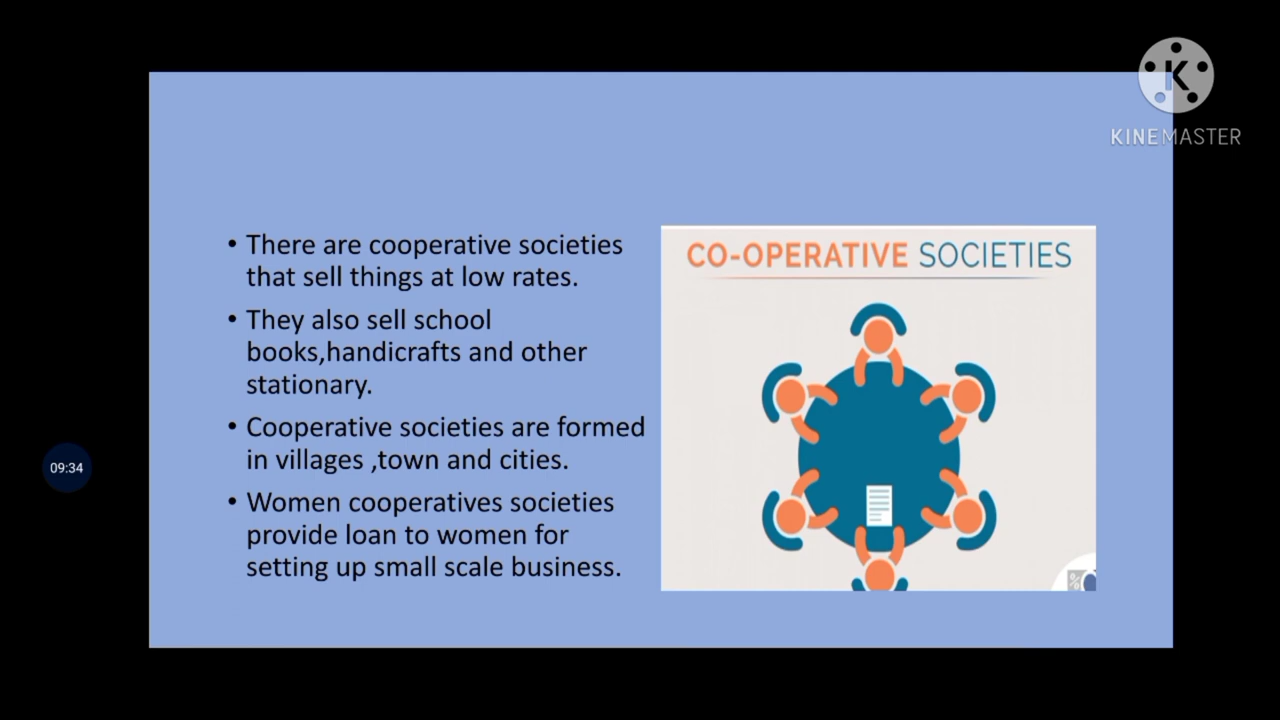 KINEMASTER
• There are cooperative societies
that sell things at low rates.
• They also sell school
books,handicrafts and other
stationary.
• Cooperative societies are formed
in villages ,town and cities.
• Women cooperatives societies
provide loan to women for
setting up small scale business.
CO-OPERATIVE SOCIETIES
09:34